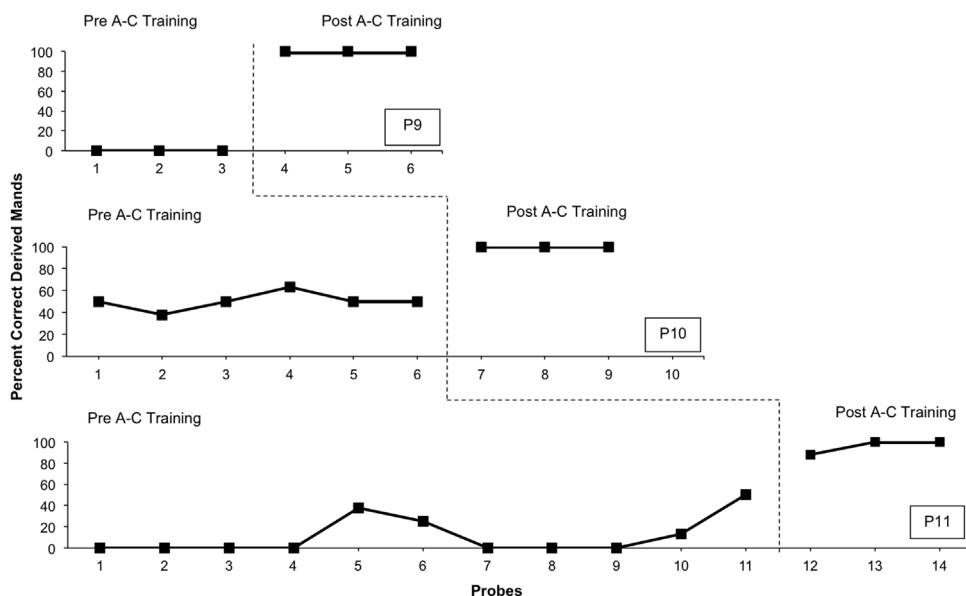 Pre A-C Training Post A-C Training
100
80
60
40
20
0
P9
1 2 3 4 5 6
Percent Correct Derived Mands
Pre A-C Training Post A-C Training
100
80
60
40
20
0
P10
1 2 3 4 5 6 7 8 9 10
Pre A-C Training Post A-C Training
100
80
60
40
20
0
P11
1 2 3 4 5 6 7 8 9 10 11 12 13 14
Probes